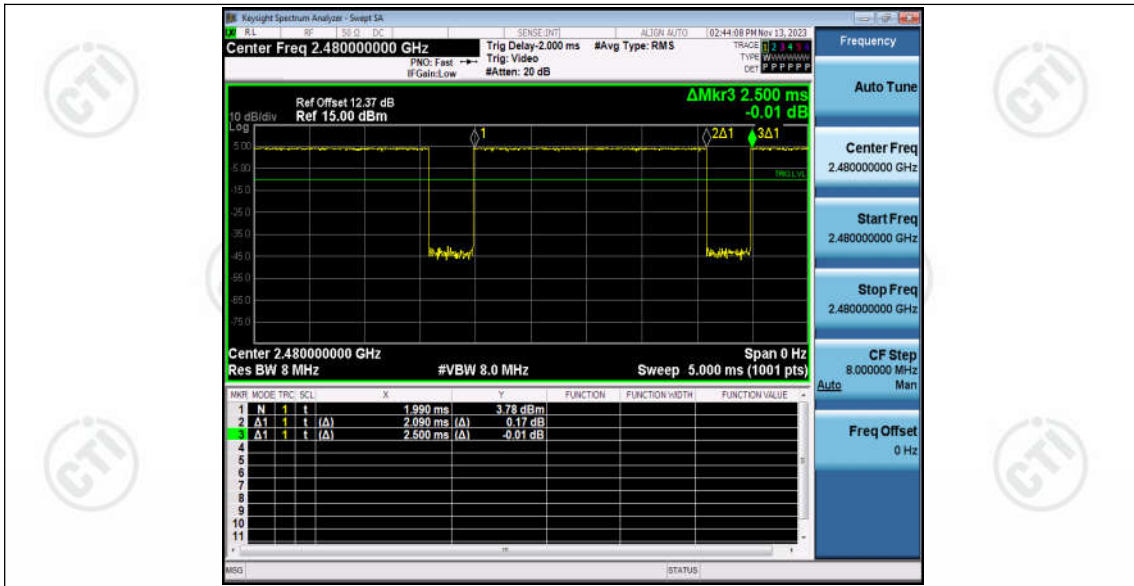 Keysight Spectrum Analyzer - Swept SA
RL RF 50 Ω DC SENSE:INT ALIGN AUTO 02:44:08 PM Nov 13, 2023
Center Freq 2.480000000 GHz
PNO: Fast
IFGain:Low
Trig Delay-2.000 ms
Trig: Video
#Atten: 20 dB
#Avg Type: RMS
TRACE 1 2 3 4 5 6
TYPE WWWWWW
DET P P P P P P
Frequency
Auto Tune
Center Freq
2.480000000 GHz
Start Freq
2.480000000 GHz
Stop Freq
2.480000000 GHz
CF Step
8.000000 MHz
Auto Man
Freq Offset
0 Hz
Ref Offset 12.37 dB
10 dB/div Ref 15.00 dBm
Log
ΔMkr3 2.500 ms
-0.01 dB
1
2Δ1
3Δ1
TRIG LVL
5.00
-5.00
-15.0
-25.0
-35.0
-45.0
-55.0
-65.0
-75.0
Center 2.480000000 GHz Span 0 Hz
Res BW 8 MHz #VBW 8.0 MHz Sweep 5.000 ms (1001 pts)
MKR MODE TRC SCL X Y FUNCTION FUNCTION WIDTH FUNCTION VALUE
1 N 1 t 1.990 ms 3.78 dBm
2 Δ1 1 t (Δ) 2.090 ms (Δ) 0.17 dB
3 Δ1 1 t (Δ) 2.500 ms (Δ) -0.01 dB
4
5
6
7
8
9
10
11
MSG STATUS
CTI
CTI
CTI
CTI